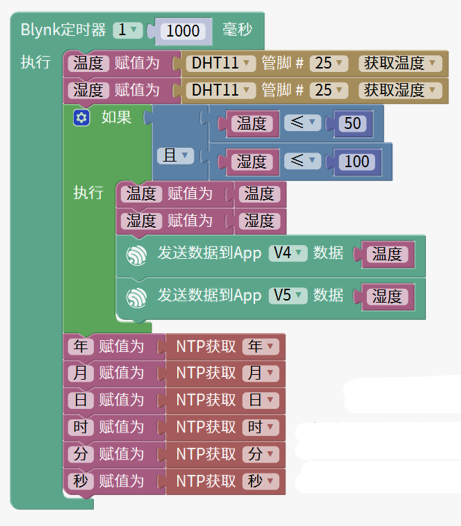 Blynk定时器 1 1000 毫秒
执行 温度 赋值为 DHT11 管脚 # 25 获取温度
湿度 赋值为 DHT11 管脚 # 25 获取湿度
如果 温度 ≤ 50
且 湿度 ≤ 100
执行 温度 赋值为 温度
湿度 赋值为 湿度
发送数据到App V4 数据 温度
发送数据到App V5 数据 湿度
年 赋值为 NTP获取 年
月 赋值为 NTP获取 月
日 赋值为 NTP获取 日
时 赋值为 NTP获取 时
分 赋值为 NTP获取 分
秒 赋值为 NTP获取 秒